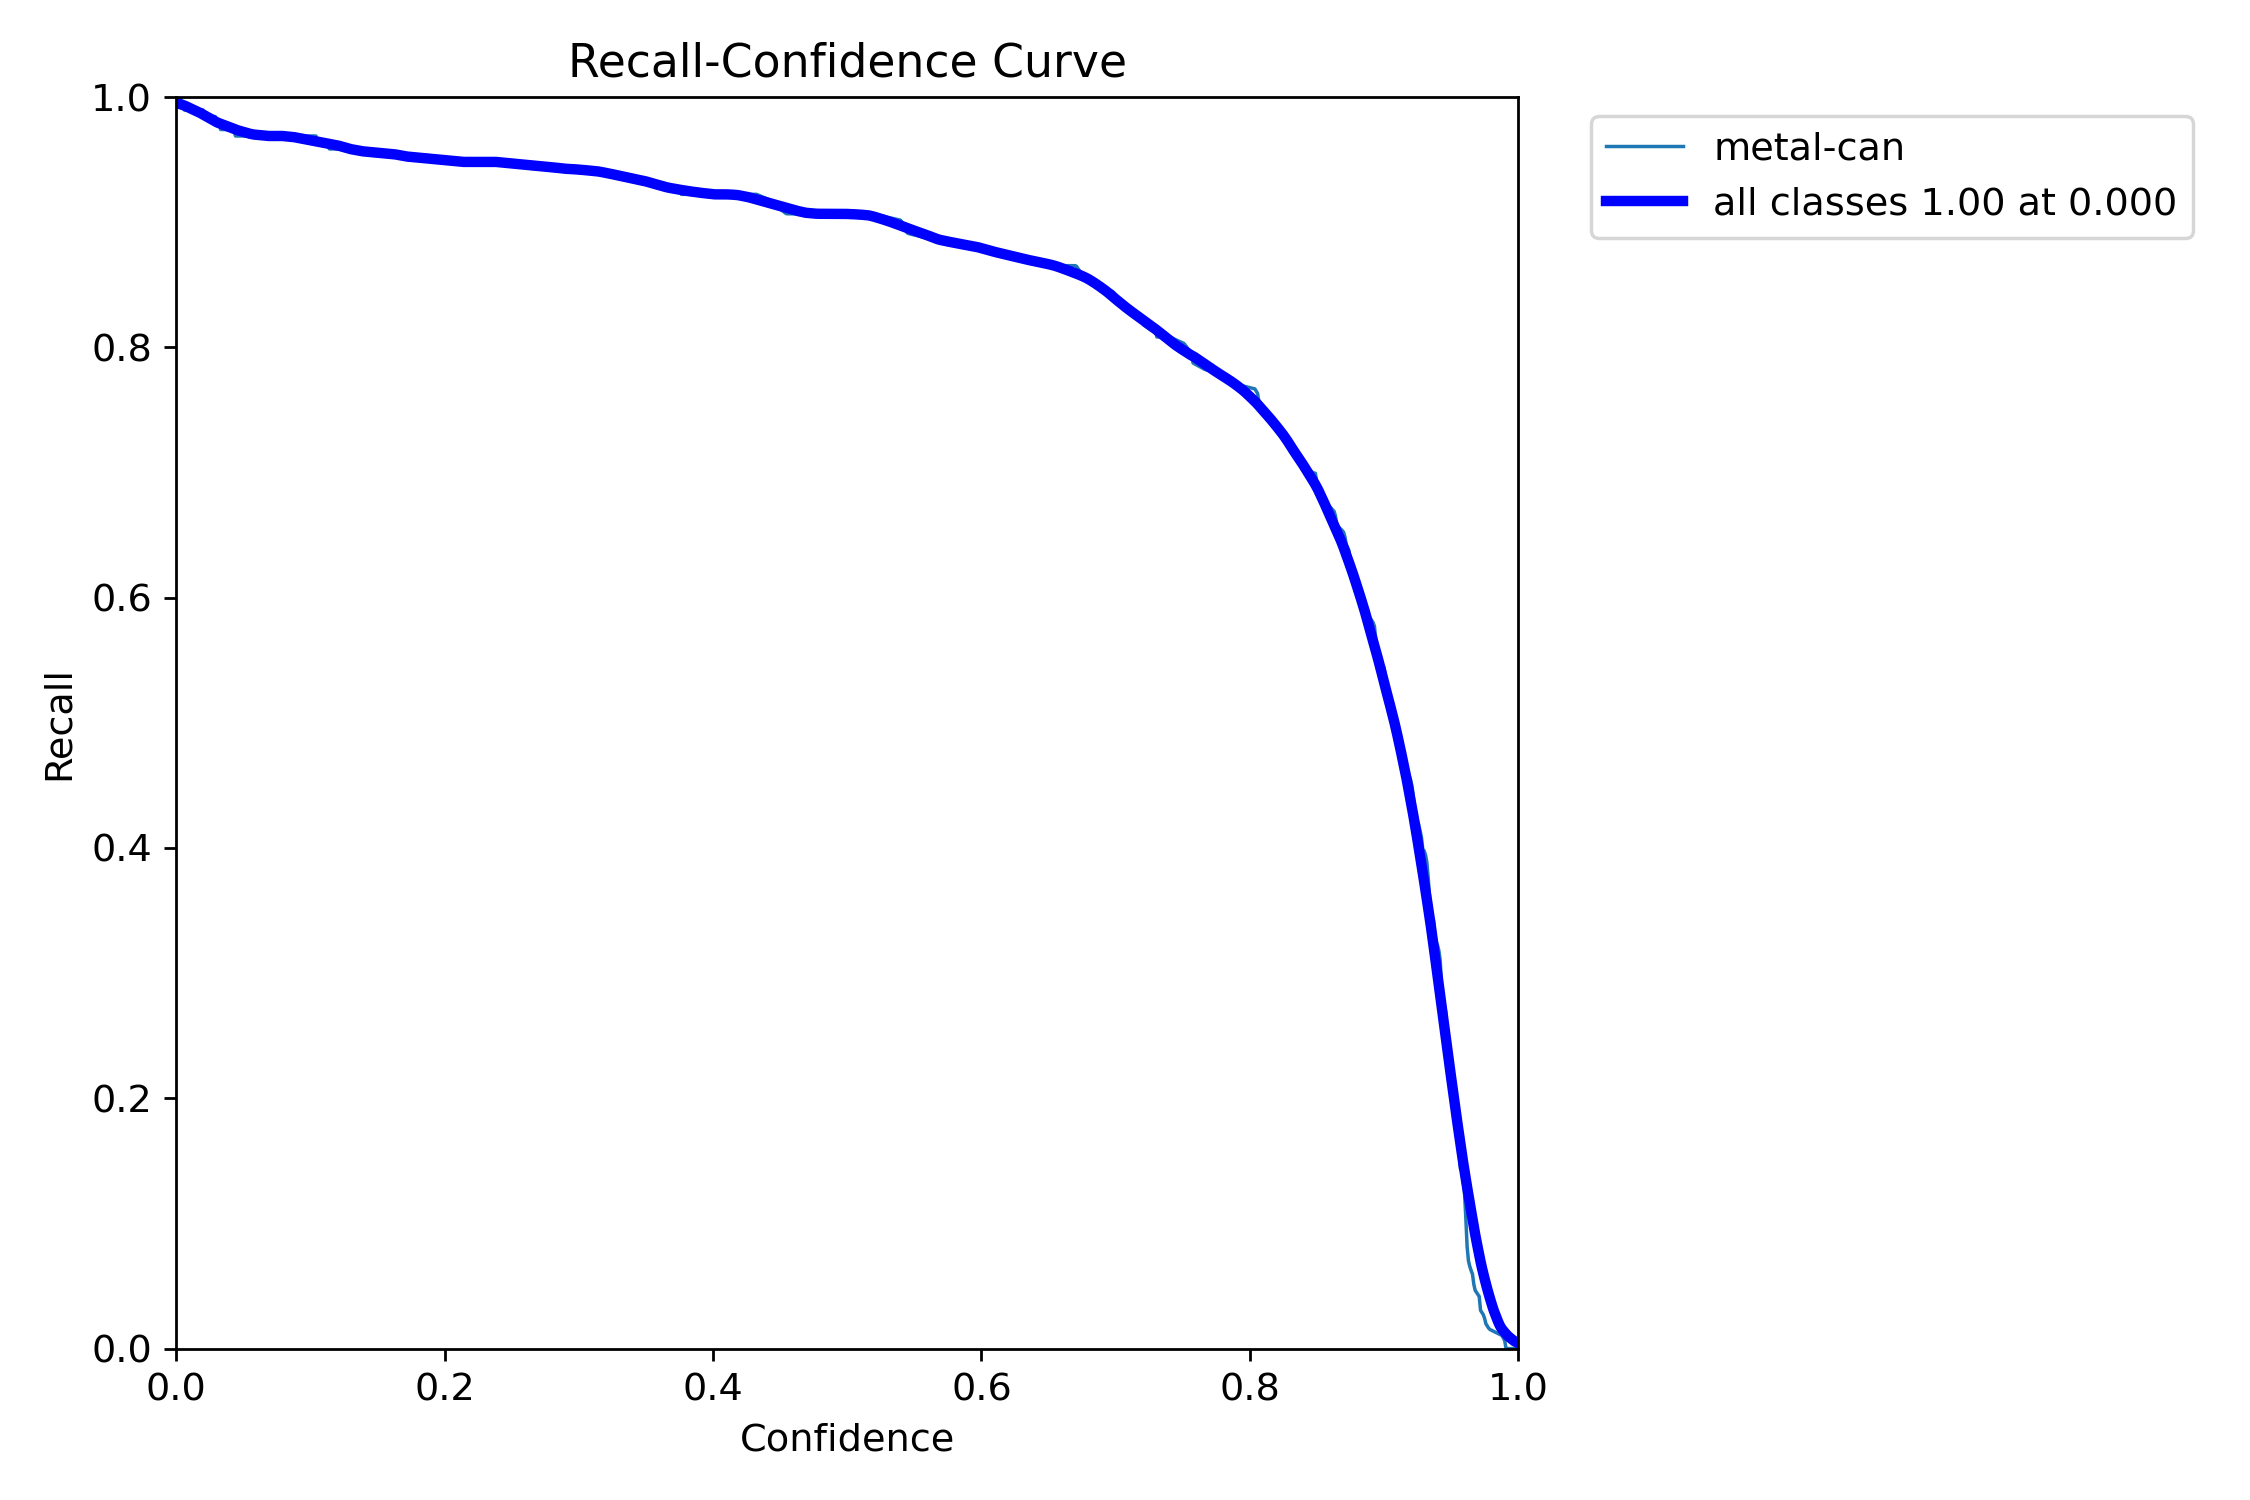 Recall-Confidence Curve
metal-can
all classes 1.00 at 0.000
1.0
0.8
0.6
0.4
0.2
0.0
Recall
0.0 0.2 0.4 0.6 0.8 1.0
Confidence